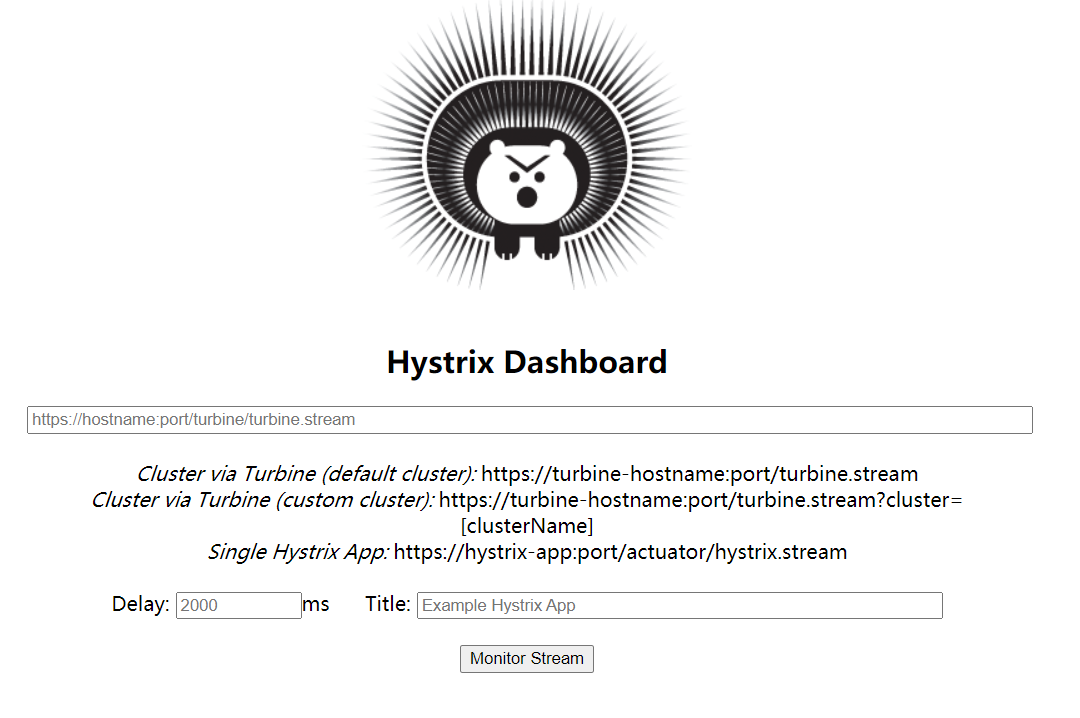 Hystrix Dashboard
https://hostname:port/turbine/turbine.stream
Cluster via Turbine (default cluster): https://turbine-hostname:port/turbine.stream
Cluster via Turbine (custom cluster): https://turbine-hostname:port/turbine.stream?cluster=
[clusterName]
Single Hystrix App: https://hystrix-app:port/actuator/hystrix.stream
Delay: 2000 ms Title: Example Hystrix App
Monitor Stream